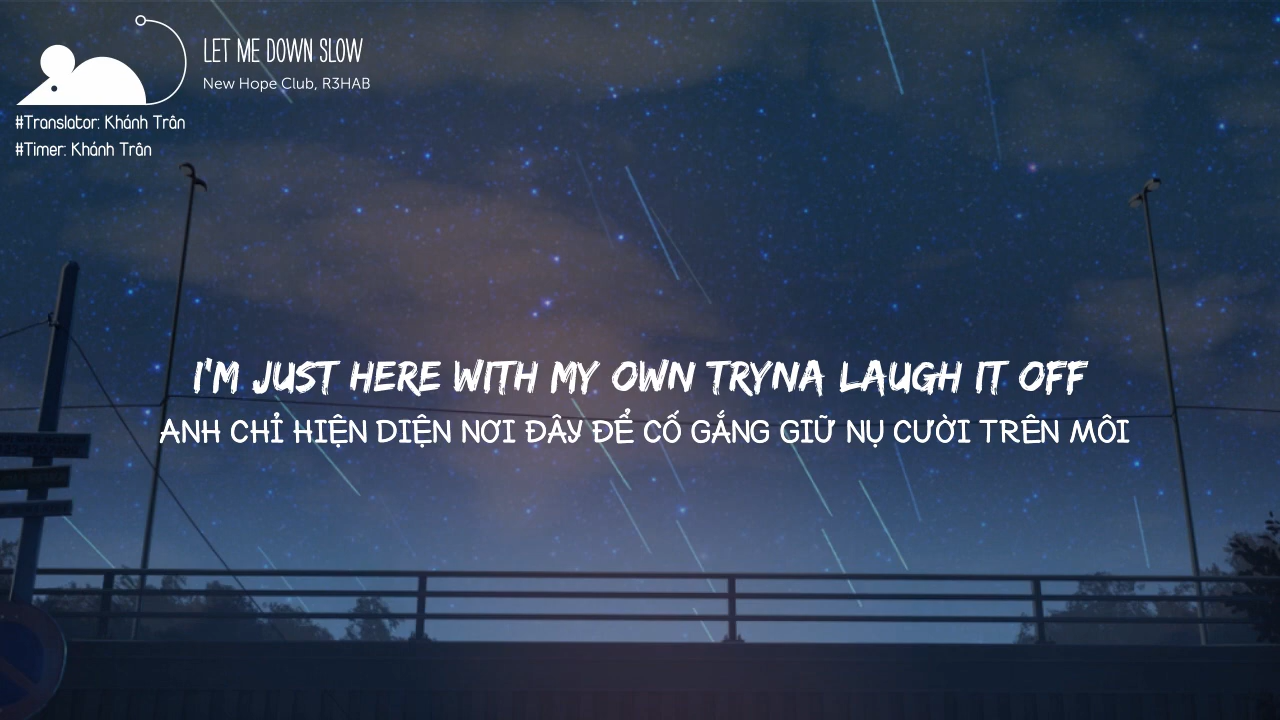 LET ME DOWN SLOW
New Hope Club, R3HAB
#Translator: Khánh Trân
#Timer: Khánh Trân
I'M JUST HERE WITH MY OWN TRYNA LAUGH IT OFF
ANH CHỈ HIỆN DIỆN NƠI ĐÂY ĐỂ CỐ GẮNG GIỮ NỤ CƯỜI TRÊN MÔI